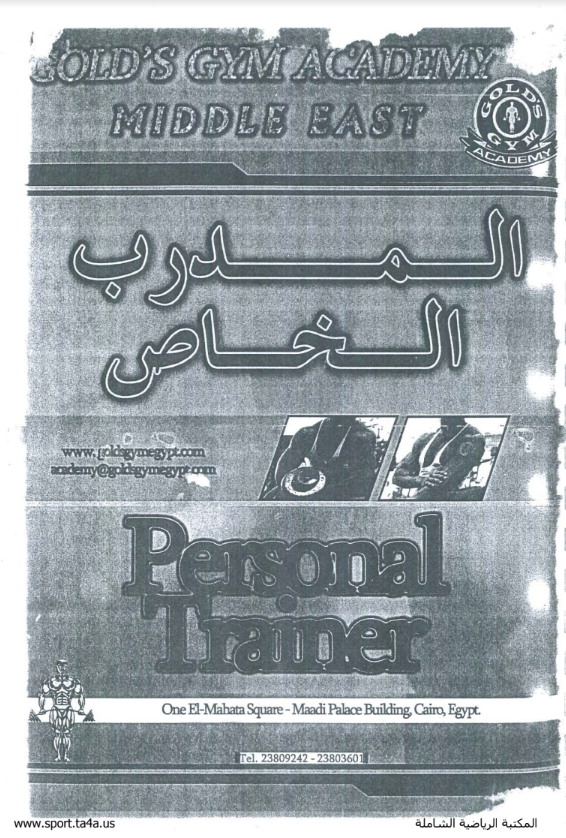 GOLD'S GYM ACADEMY
MIDDLE EAST
GOLD'S
GYM
ACADEMY
المدرب
الخاص
www.goldsgymegypt.com
academy@goldsgymegypt.com
Personal
Trainer
One El-Mahata Square - Maadi Palace Building, Cairo, Egypt.
Tel. 23809242 - 23803601
www.sport.ta4a.us
المكتبة الرياضية الشاملة